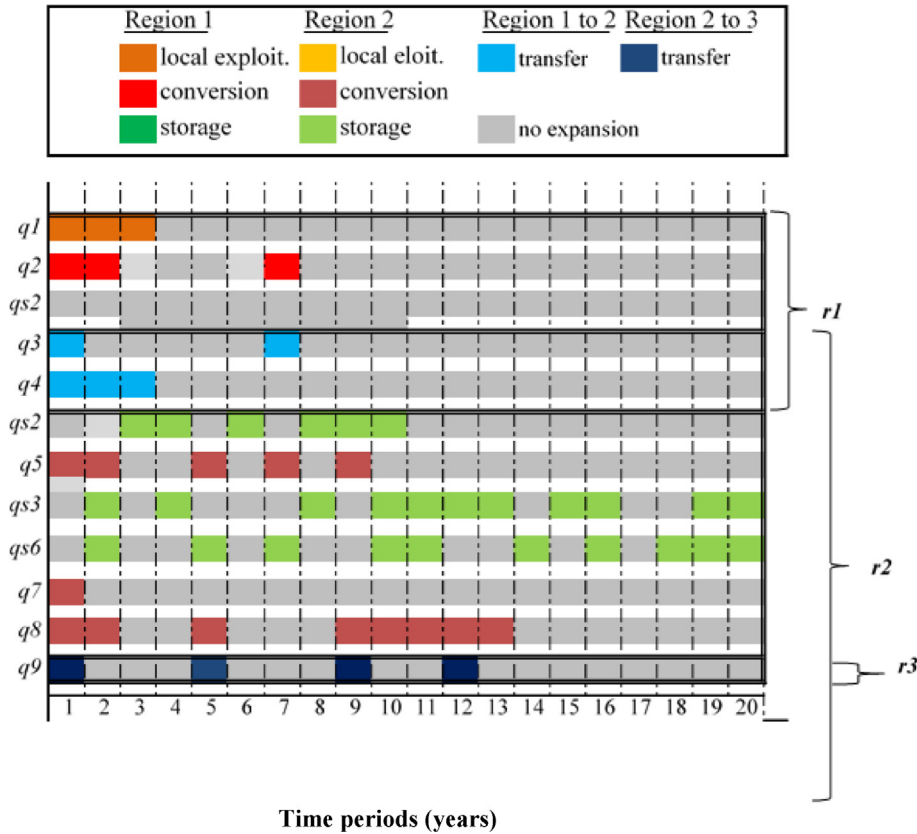 Region 1 Region 2 Region 1 to 2 Region 2 to 3
local exploit. local eloit. transfer transfer
conversion conversion
storage storage no expansion
q1
q2
qs2
r1
q3
q4
qs2
q5
qs3
qs6
r2
q7
q8
q9
r3
1 2 3 4 5 6 7 8 9 10 11 12 13 14 15 16 17 18 19 20
Time periods (years)